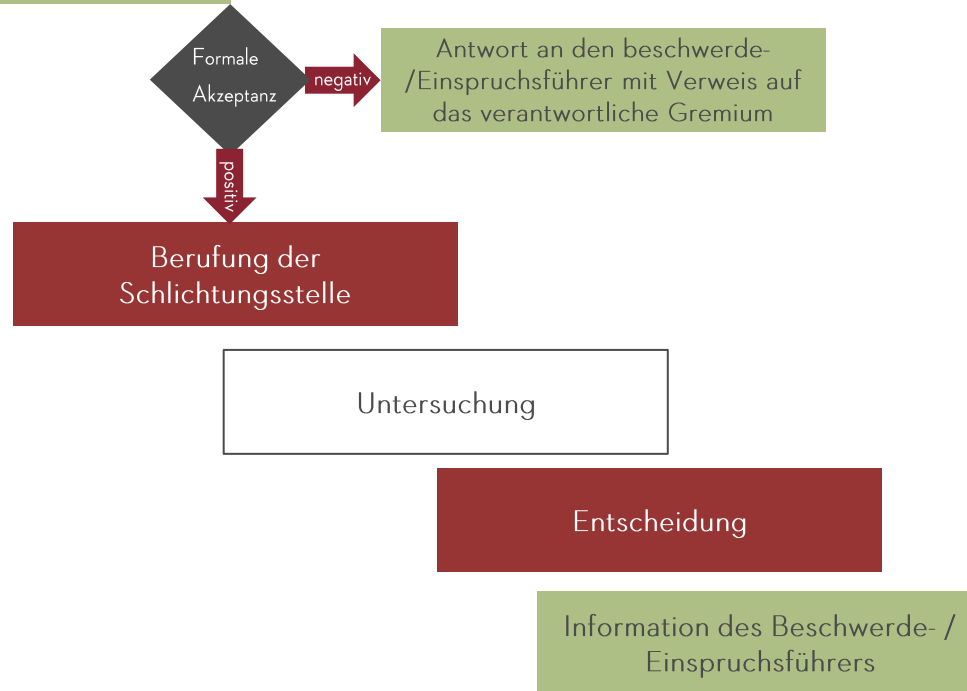 Formale
Akzeptanz
negativ
Antwort an den beschwerde-
/Einspruchsführer mit Verweis auf
das verantwortliche Gremium
positiv
Berufung der
Schlichtungsstelle
Untersuchung
Entscheidung
Information des Beschwerde- /
Einspruchsführers